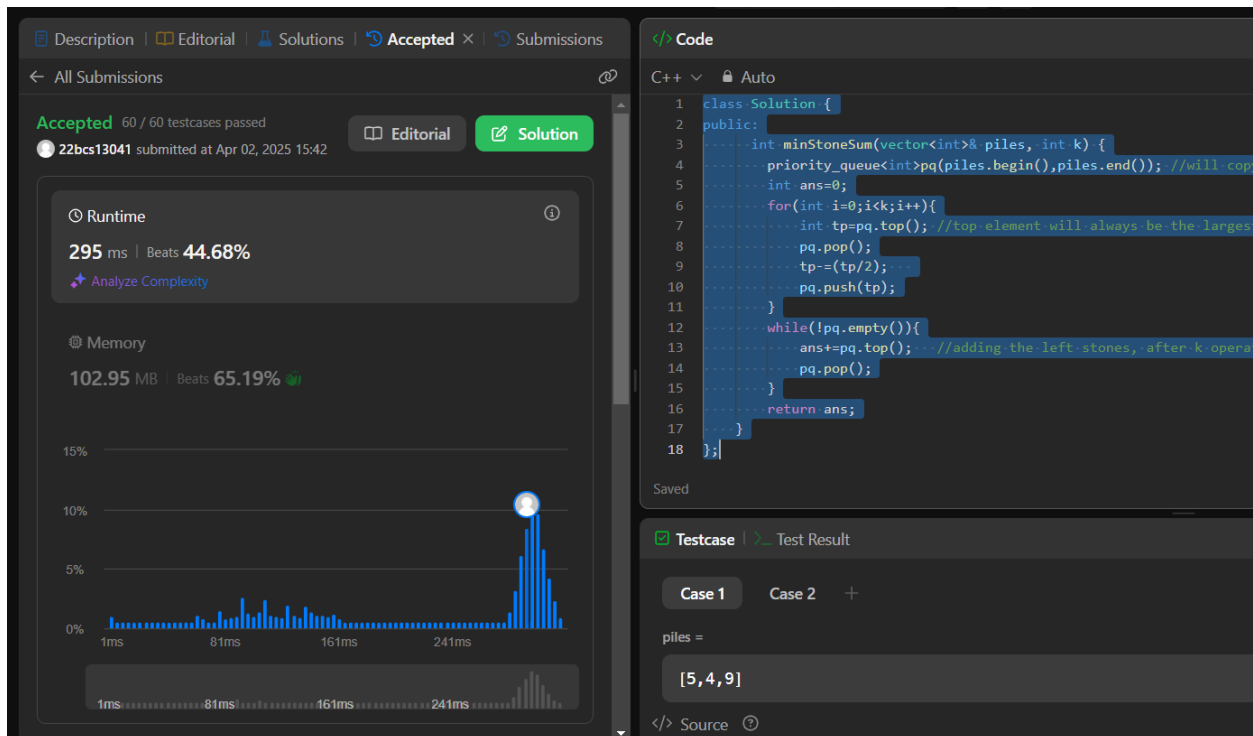 Description | Editorial | Solutions | Accepted × | Submissions
← All Submissions
Accepted 60 / 60 testcases passed
22bcs13041 submitted at Apr 02, 2025 15:42
Editorial
Solution
Runtime
295 ms | Beats 44.68%
Analyze Complexity
Memory
102.95 MB | Beats 65.19%
15%
10%
5%
0%
1ms 81ms 161ms 241ms
1ms 81ms 161ms 241ms
</> Code
C++ Auto
1 class Solution {
2 public:
3 int minStoneSum(vector<int>& piles, int k) {
4 priority_queue<int>pq(piles.begin(),piles.end()); //will copy
5 int ans=0;
6 for(int i=0;i<k;i++){
7 int tp=pq.top(); //top element will always be the larges
8 pq.pop();
9 tp-=(tp/2);
10 pq.push(tp);
11 }
12 while(!pq.empty()){
13 ans+=pq.top(); //adding the left stones, after k opera
14 pq.pop();
15 }
16 return ans;
17 }
18 };
Saved
Testcase | >_ Test Result
Case 1 Case 2 +
piles =
[5,4,9]
</> Source ?